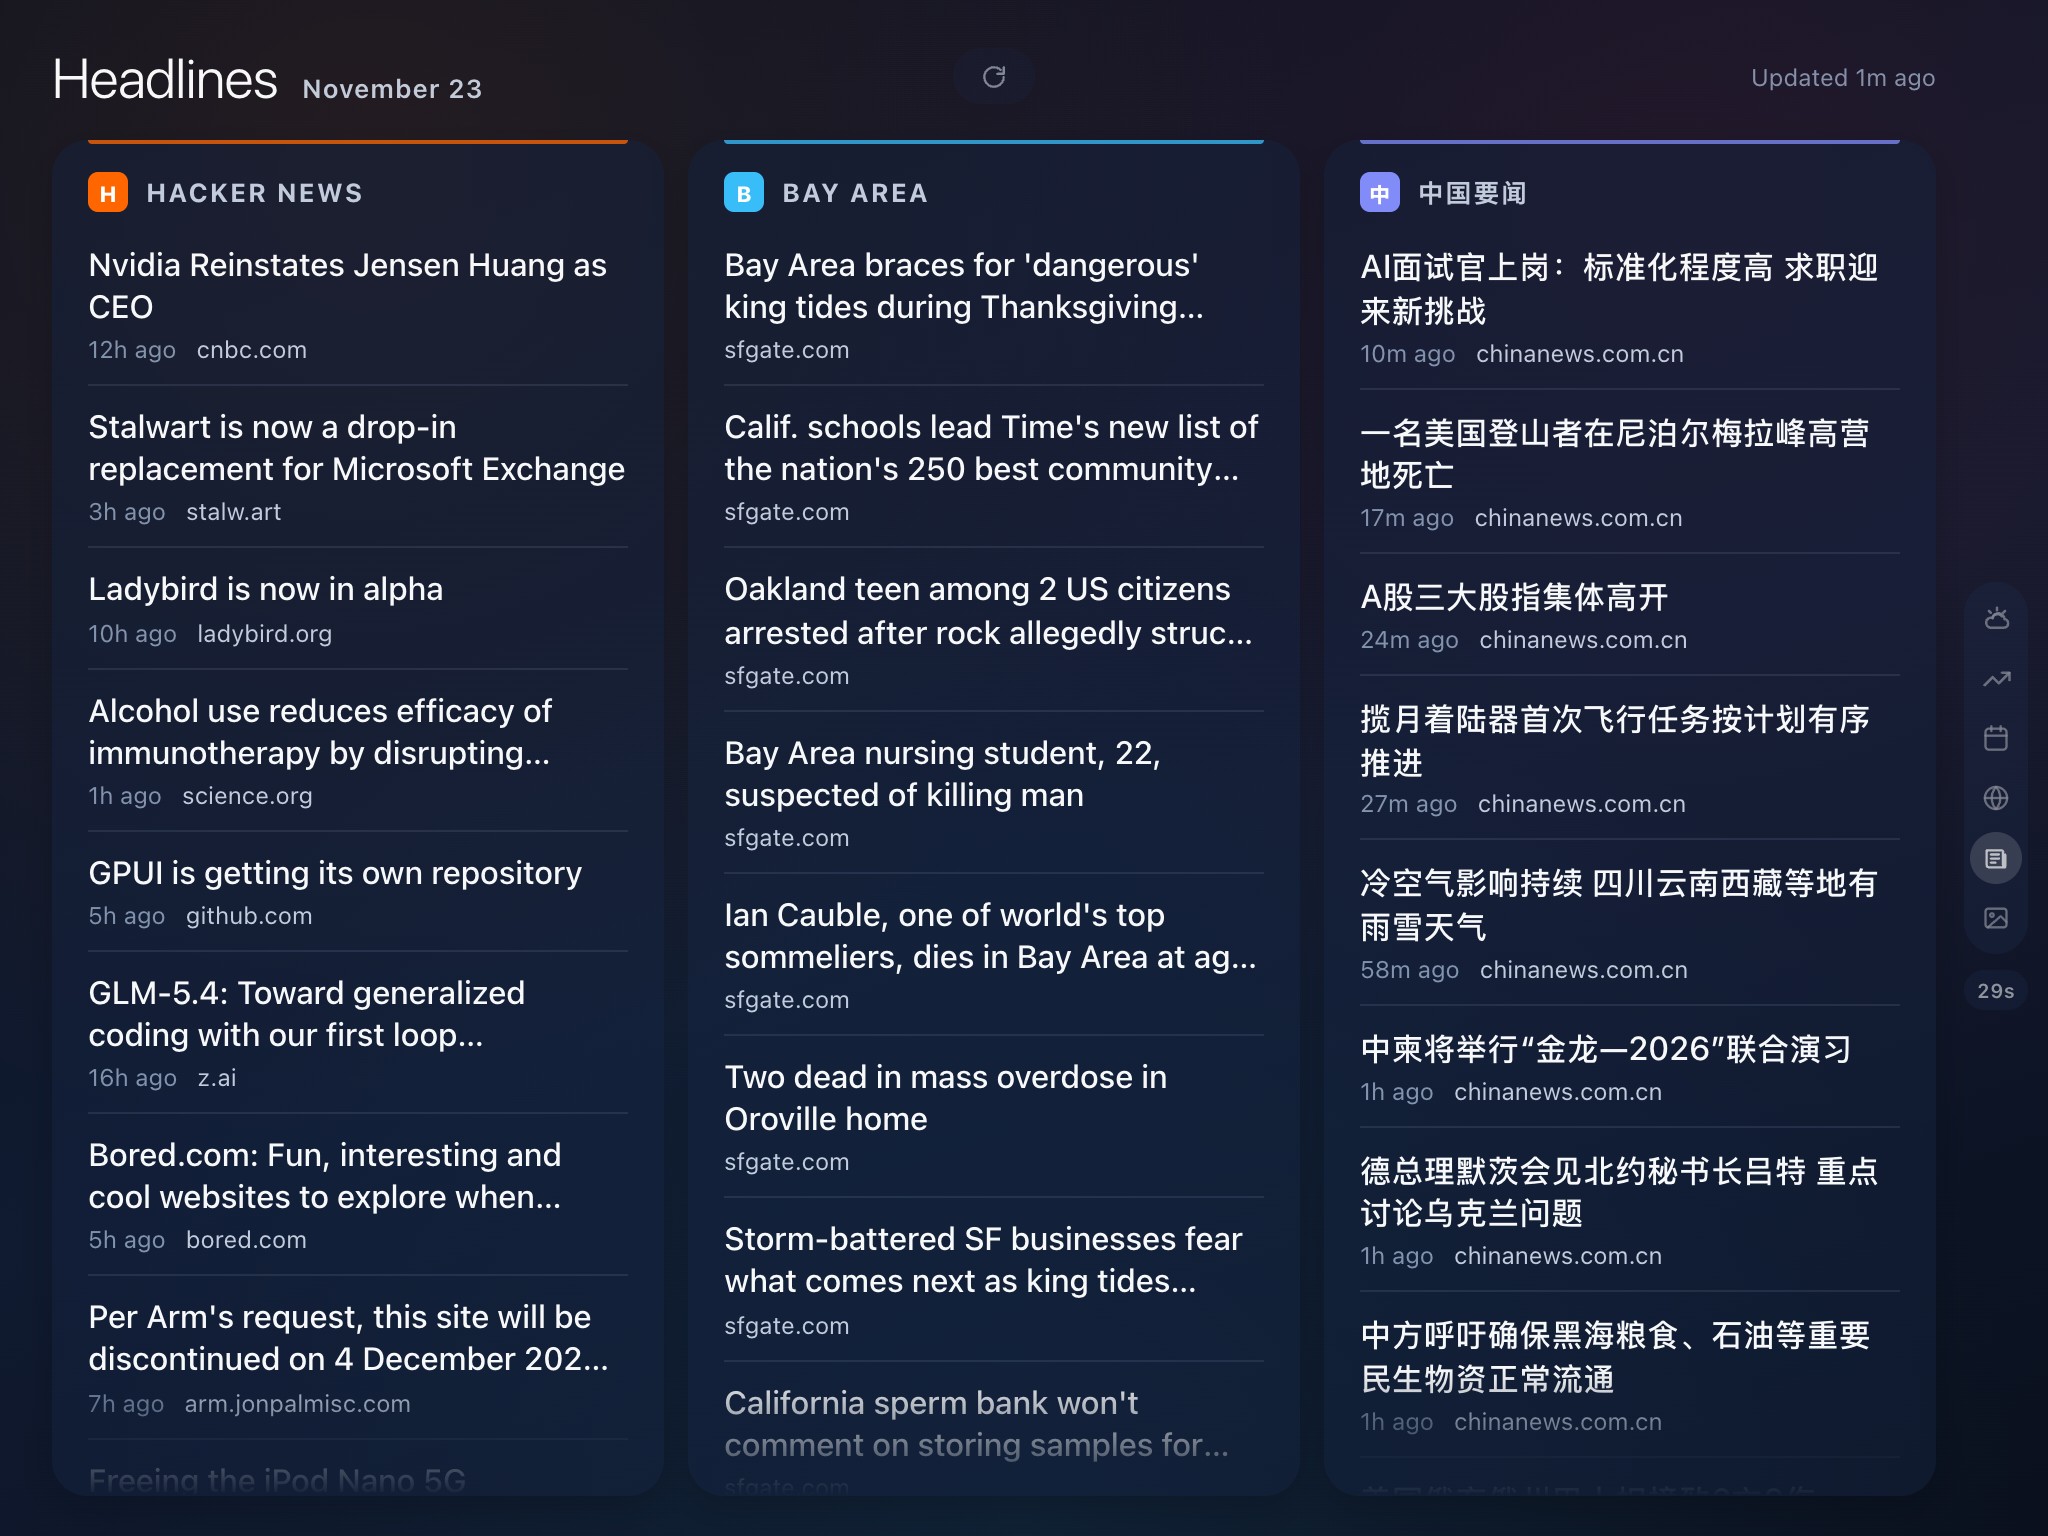 Headlines November 23
Updated 1m ago
H HACKER NEWS
Nvidia Reinstates Jensen Huang as
CEO
12h ago cnbc.com
Stalwart is now a drop-in
replacement for Microsoft Exchange
3h ago stalw.art
Ladybird is now in alpha
10h ago ladybird.org
Alcohol use reduces efficacy of
immunotherapy by disrupting...
1h ago science.org
GPUI is getting its own repository
5h ago github.com
GLM-5.4: Toward generalized
coding with our first loop...
16h ago z.ai
Bored.com: Fun, interesting and
cool websites to explore when...
5h ago bored.com
Per Arm's request, this site will be
discontinued on 4 December 202...
7h ago arm.jonpalmisc.com
Freeing the iPod Nano 5G
B BAY AREA
Bay Area braces for 'dangerous'
king tides during Thanksgiving...
sfgate.com
Calif. schools lead Time's new list of
the nation's 250 best community...
sfgate.com
Oakland teen among 2 US citizens
arrested after rock allegedly struc...
sfgate.com
Bay Area nursing student, 22,
suspected of killing man
sfgate.com
Ian Cauble, one of world's top
sommeliers, dies in Bay Area at ag...
sfgate.com
Two dead in mass overdose in
Oroville home
sfgate.com
Storm-battered SF businesses fear
what comes next as king tides...
sfgate.com
California sperm bank won't
comment on storing samples for...
sfgate.com
中 中国要闻
AI面试官上岗：标准化程度高 求职迎
来新挑战
10m ago chinanews.com.cn
一名美国登山者在尼泊尔梅拉峰高营
地死亡
17m ago chinanews.com.cn
A股三大股指集体高开
24m ago chinanews.com.cn
揽月着陆器首次飞行任务按计划有序
推进
27m ago chinanews.com.cn
冷空气影响持续 四川云南西藏等地有
雨雪天气
58m ago chinanews.com.cn
中柬将举行“金龙—2026”联合演习
1h ago chinanews.com.cn
德总理默茨会见北约秘书长吕特 重点
讨论乌克兰问题
1h ago chinanews.com.cn
中方呼吁确保黑海粮食、石油等重要
民生物资正常流通
1h ago chinanews.com.cn
29s